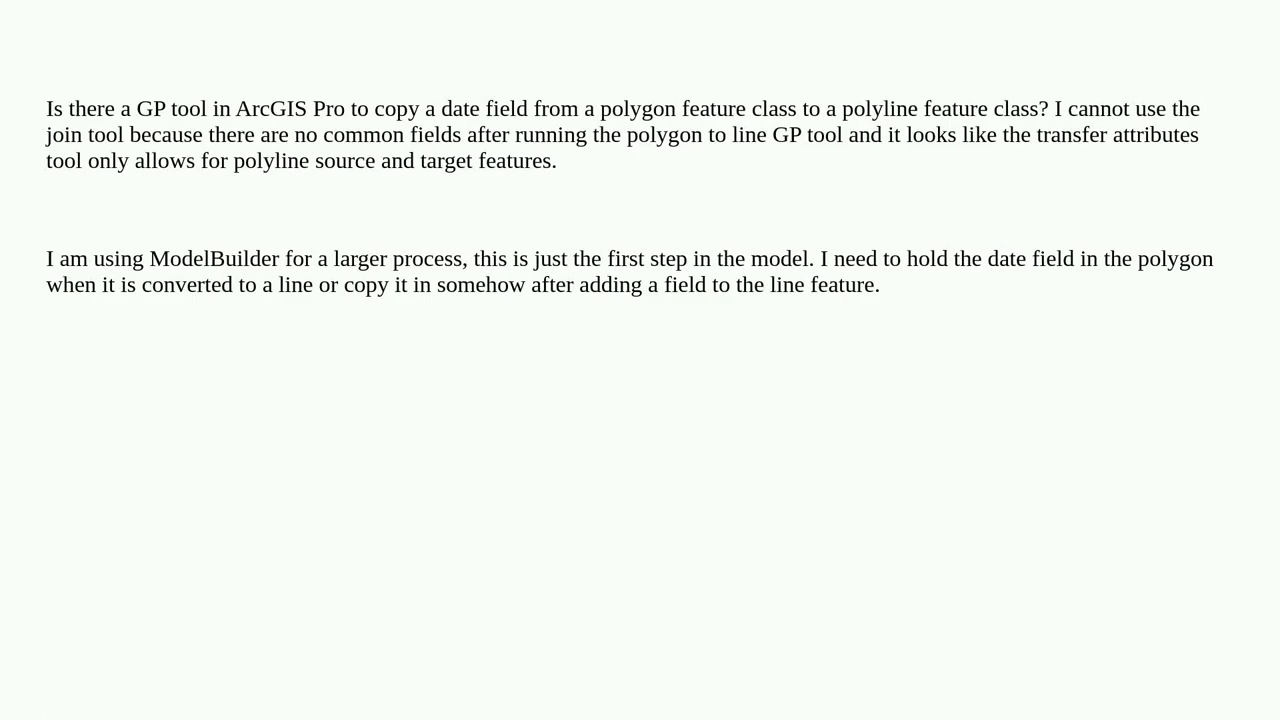 Is there a GP tool in ArcGIS Pro to copy a date field from a polygon feature class to a polyline feature class? I cannot use the
join tool because there are no common fields after running the polygon to line GP tool and it looks like the transfer attributes
tool only allows for polyline source and target features.
I am using ModelBuilder for a larger process, this is just the first step in the model. I need to hold the date field in the polygon
when it is converted to a line or copy it in somehow after adding a field to the line feature.